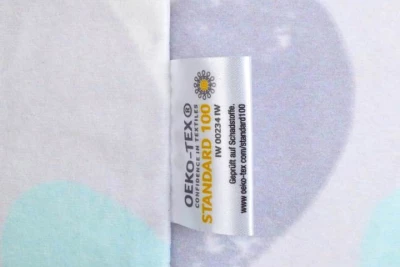 OEKO-TEX®
CONFIDENCE IN TEXTILES
STANDARD 100
IW 00234 IW
Geprüft auf Schadstoffe.
www.oeko-tex.com/standard100